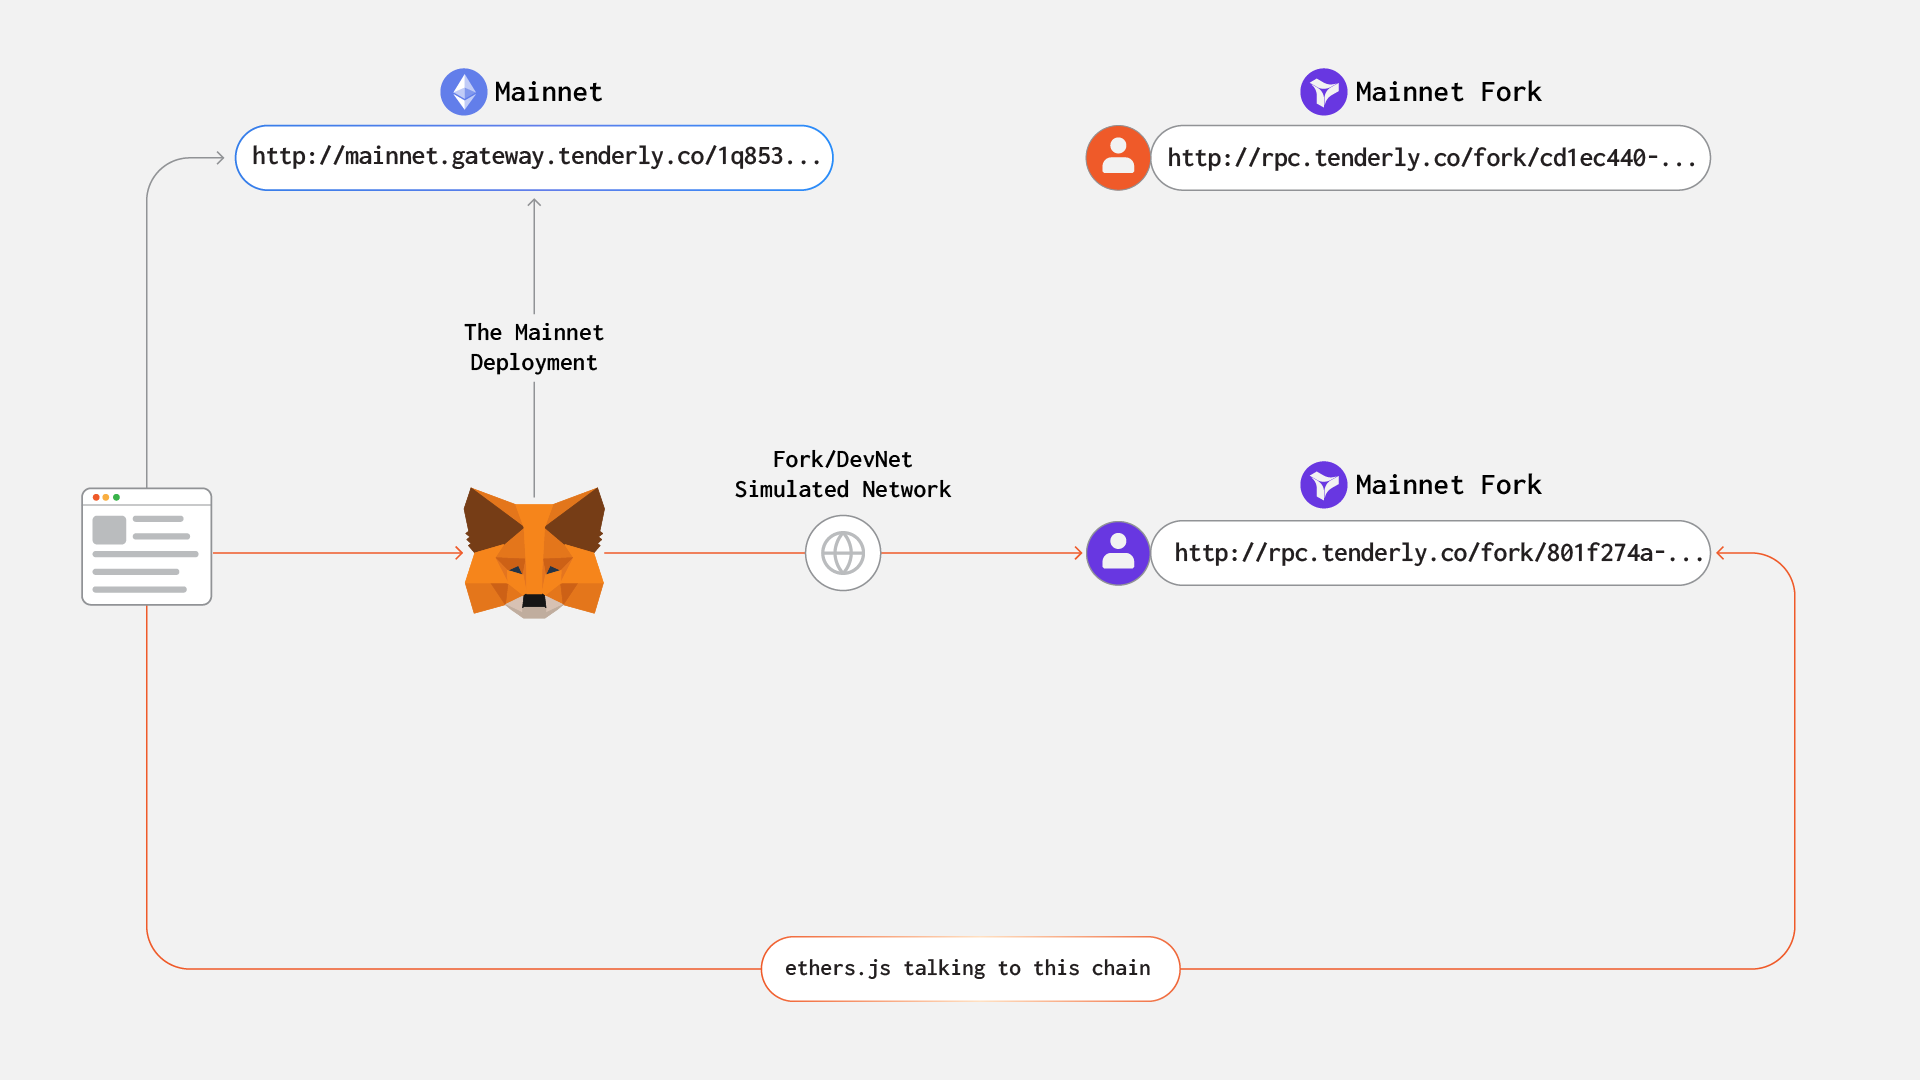 Mainnet
http://mainnet.gateway.tenderly.co/1q853...
Mainnet Fork
http://rpc.tenderly.co/fork/cd1ec440-...
The Mainnet
Deployment
Fork/DevNet
Simulated Network
Mainnet Fork
http://rpc.tenderly.co/fork/801f274a-...
ethers.js talking to this chain